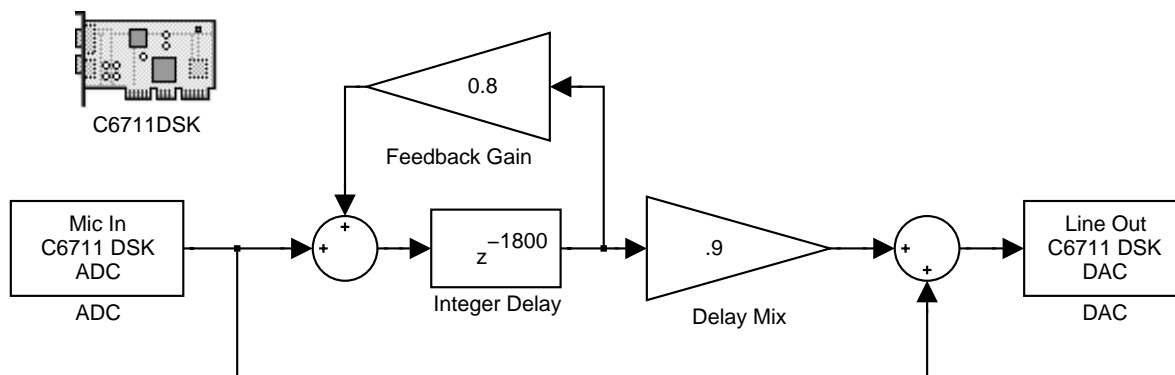 C6711DSK
0.8
Feedback Gain
Mic In
C6711 DSK
ADC
ADC
+
+
z^−1800
Integer Delay
.9
Delay Mix
+
+
Line Out
C6711 DSK
DAC
DAC